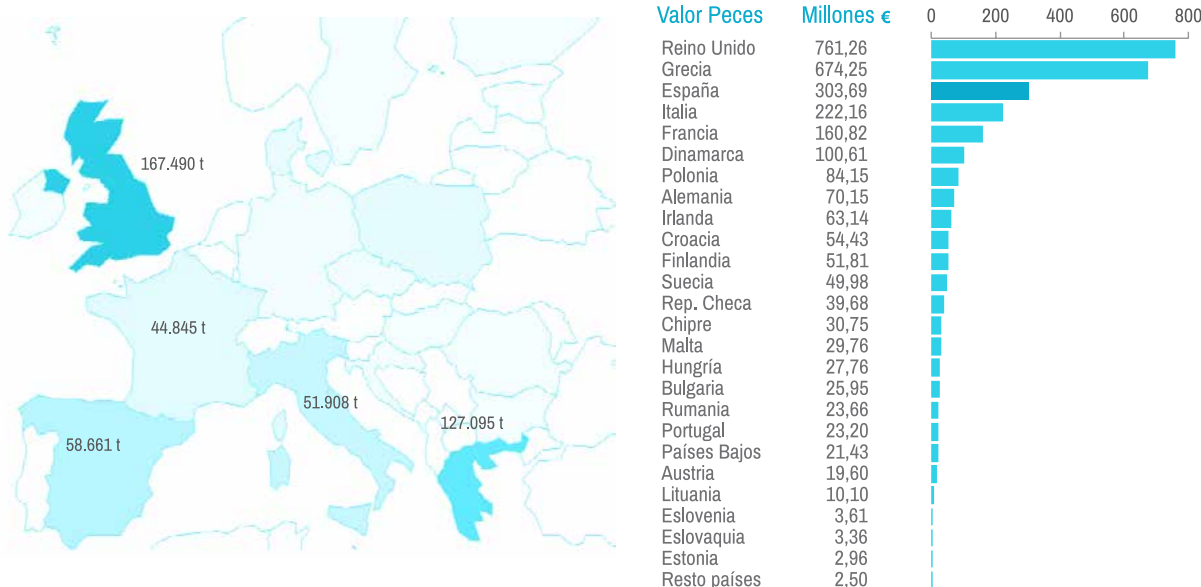 167.490 t
44.845 t
51.908 t
127.095 t
58.661 t
Valor Peces Millones €
0 200 400 600 800
Reino Unido 761,26
Grecia 674,25
España 303,69
Italia 222,16
Francia 160,82
Dinamarca 100,61
Polonia 84,15
Alemania 70,15
Irlanda 63,14
Croacia 54,43
Finlandia 51,81
Suecia 49,98
Rep. Checa 39,68
Chipre 30,75
Malta 29,76
Hungría 27,76
Bulgaria 25,95
Rumania 23,66
Portugal 23,20
Países Bajos 21,43
Austria 19,60
Lituania 10,10
Eslovenia 3,61
Eslovaquia 3,36
Estonia 2,96
Resto países 2,50